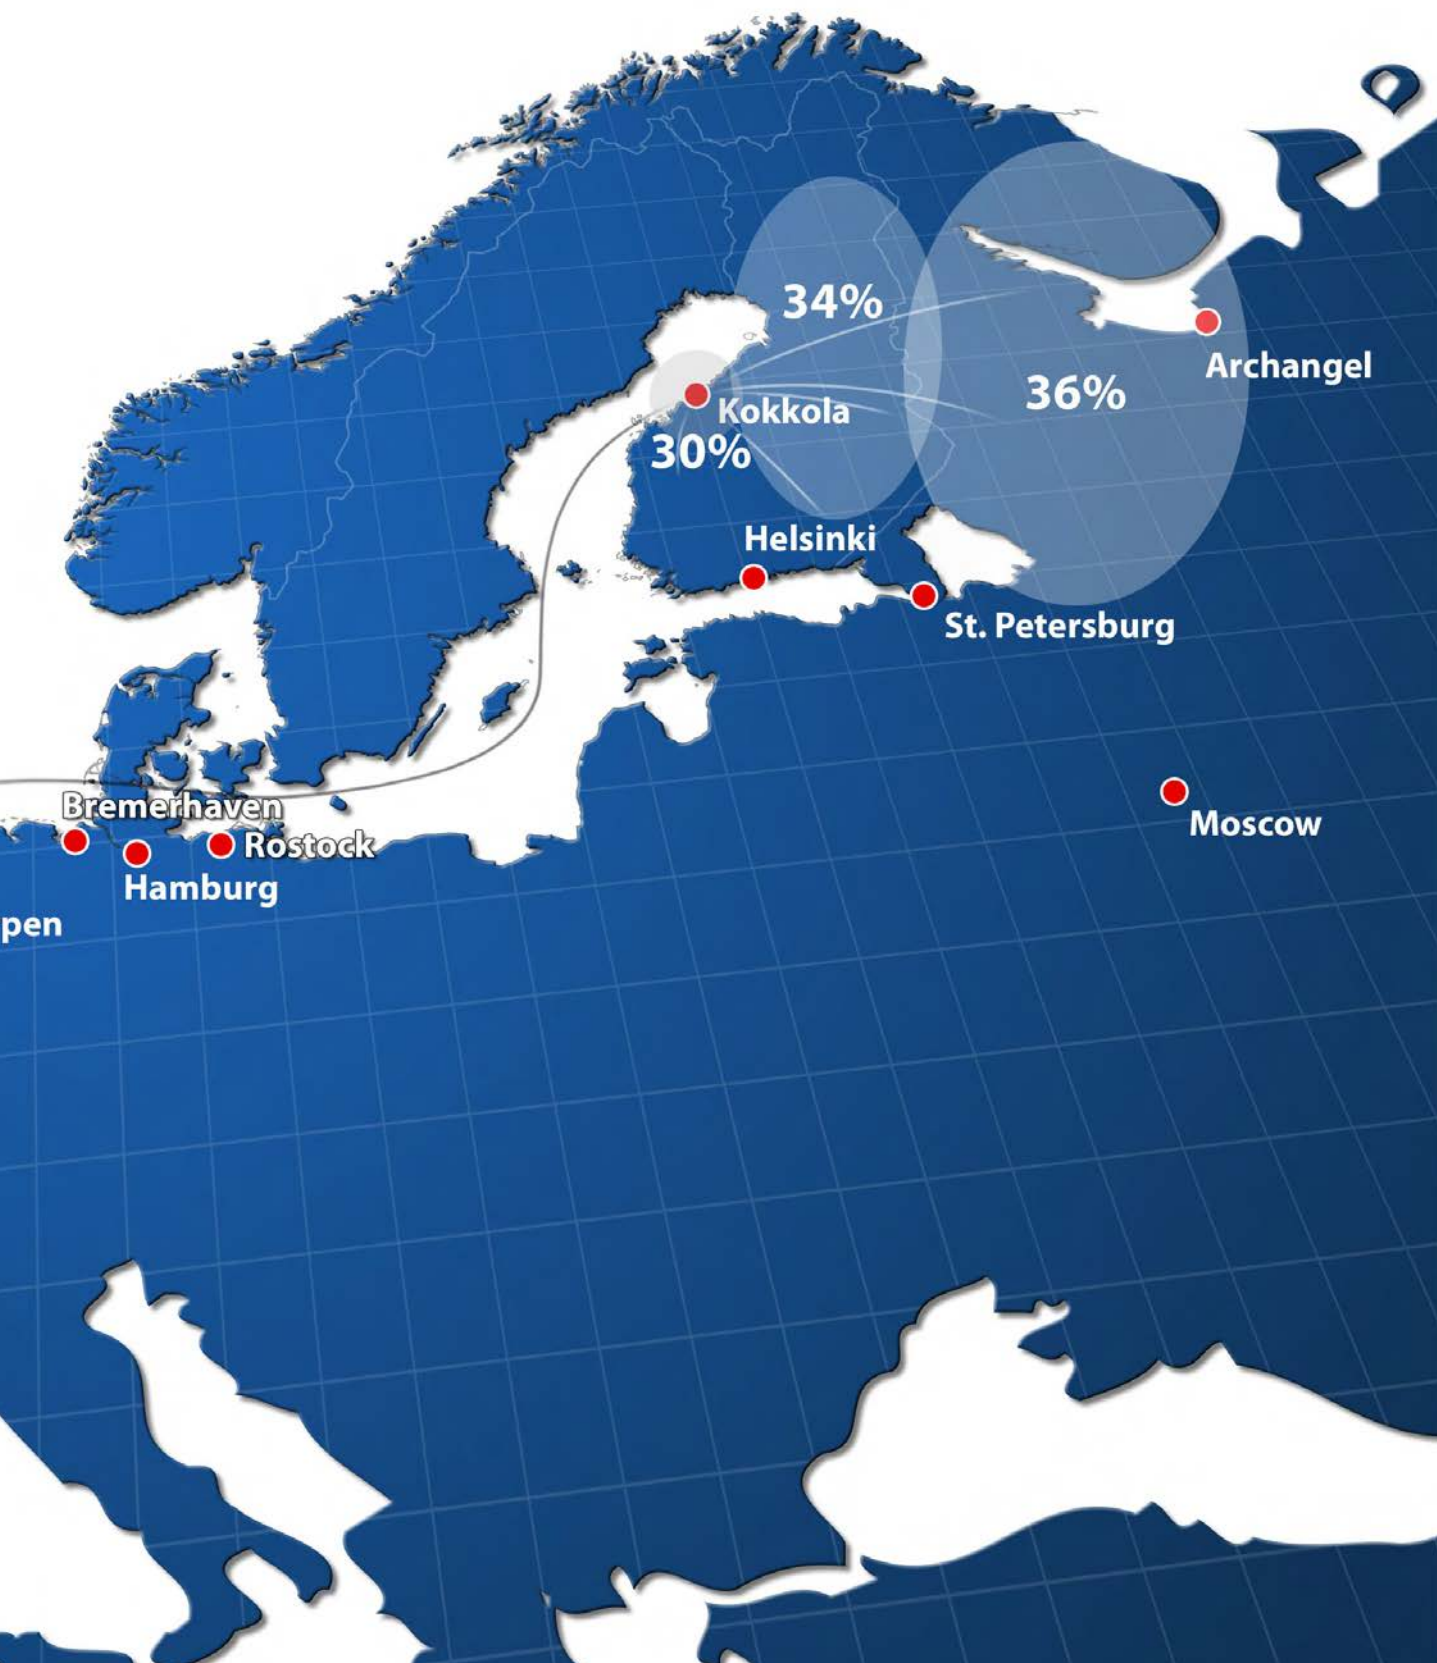 34%
Archangel
36%
Kokkola
30%
Helsinki
St. Petersburg
Moscow
Bremerhaven
Rostock
Hamburg
pen